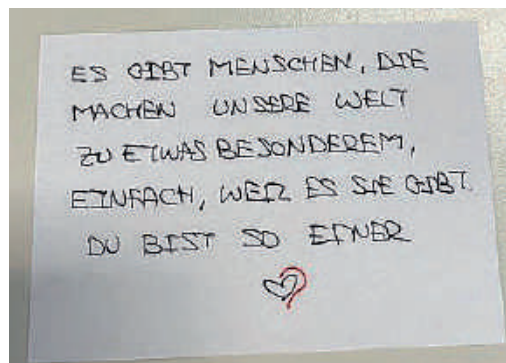 ES GIBT MENSCHEN, DIE
MACHEN UNSERE WELT
ZU ETWAS BESONDEREM,
EINFACH, WEIL ES SIE GIBT.
DU BIST SO EINER